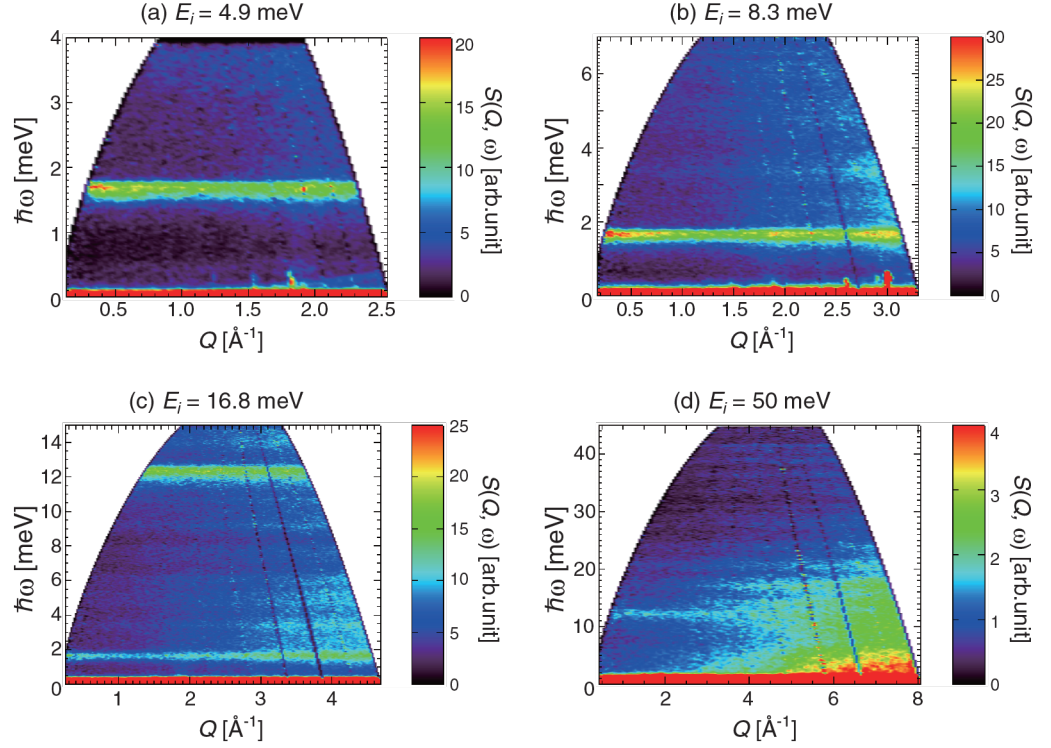 (a) Ei = 4.9 meV
4
3
2
1
0
ħω [meV]
0.5 1.0 1.5 2.0 2.5
Q [Å-1]
20
15
10
5
0
S(Q, ω) [arb.unit]
(b) Ei = 8.3 meV
6
4
2
0
ħω [meV]
0.5 1.0 1.5 2.0 2.5 3.0
Q [Å-1]
30
25
20
15
10
5
0
S(Q, ω) [arb.unit]
(c) Ei = 16.8 meV
14
12
10
8
6
4
2
0
ħω [meV]
1 2 3 4
Q [Å-1]
25
20
15
10
5
0
S(Q, ω) [arb.unit]
(d) Ei = 50 meV
40
30
20
10
0
ħω [meV]
2 4 6 8
Q [Å-1]
4
3
2
1
0
S(Q, ω) [arb.unit]